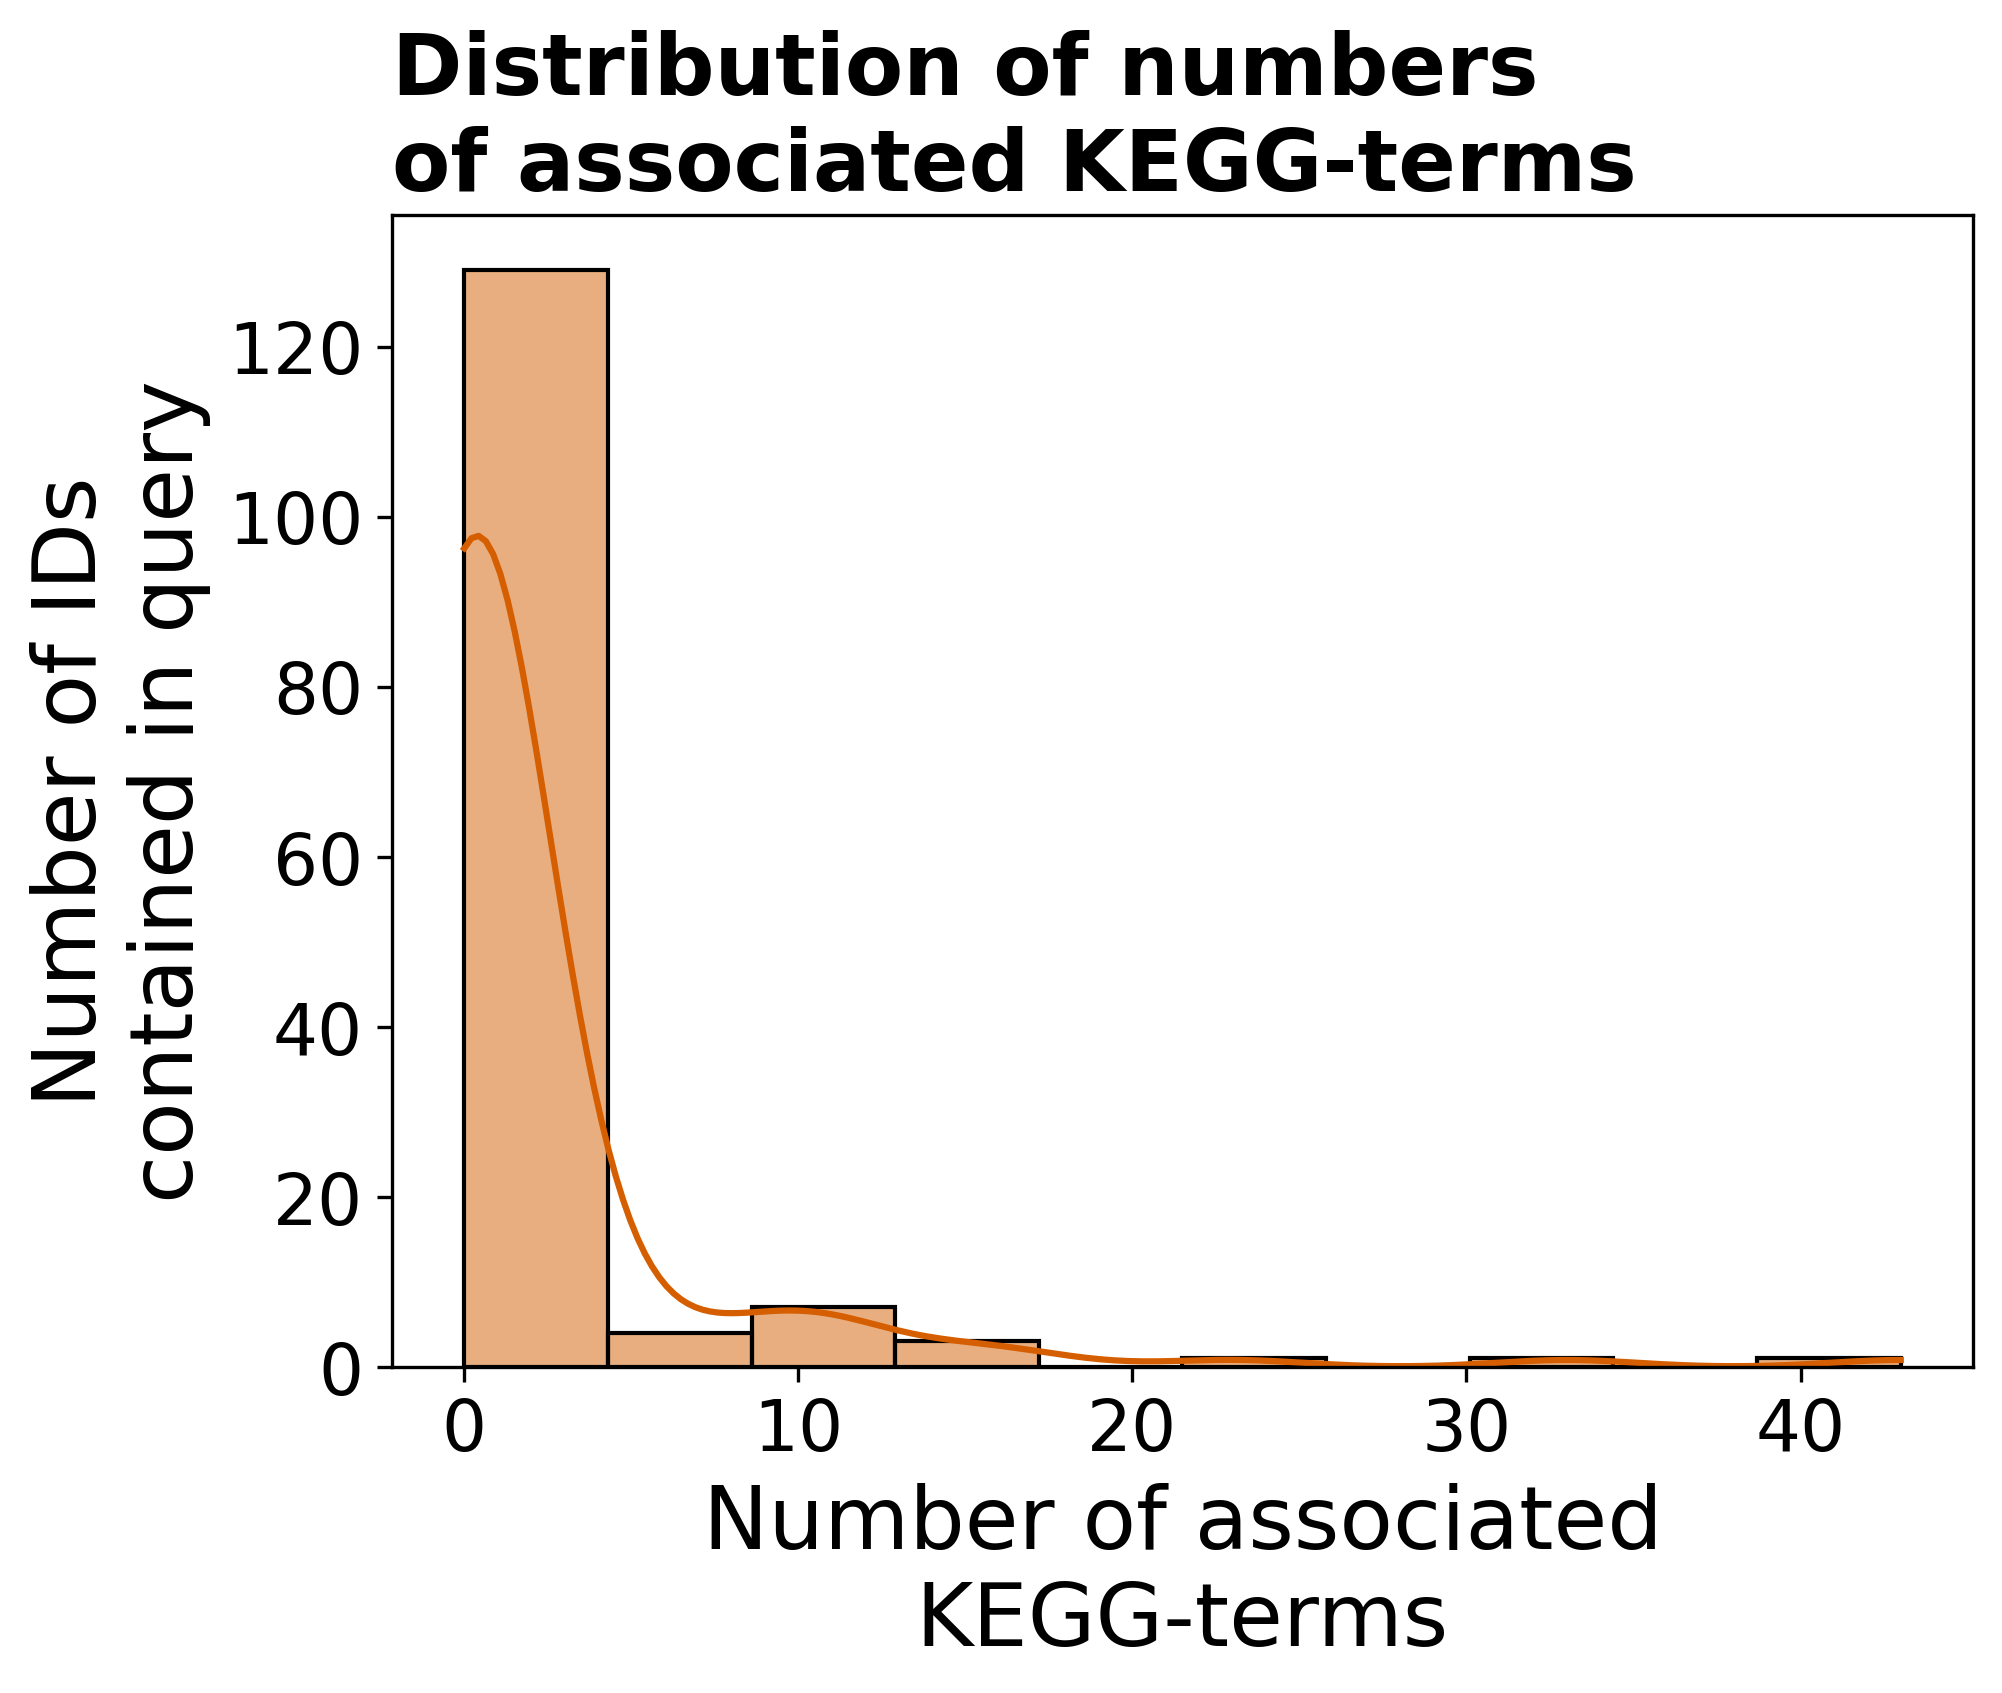 Distribution of numbers
of associated KEGG-terms
Number of IDs
contained in query
120
100
80
60
40
20
0
0 10 20 30 40
Number of associated
KEGG-terms